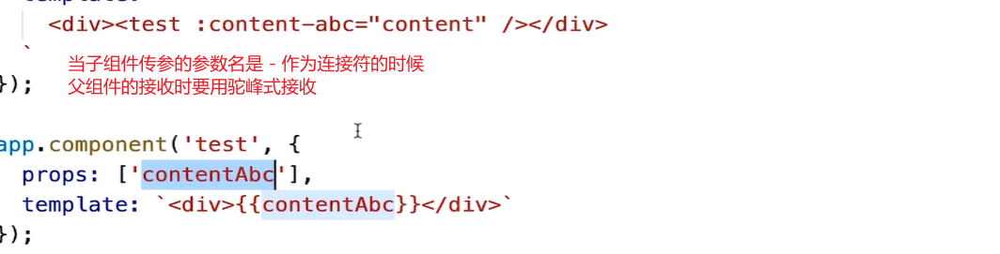 <div><test :content-abc="content" /></div>
`
当子组件传参的参数名是 - 作为连接符的时候
父组件的接收时要用驼峰式接收
});
app.component('test', {
props: ['contentAbc'],
template: `<div>{{contentAbc}}</div>`
});